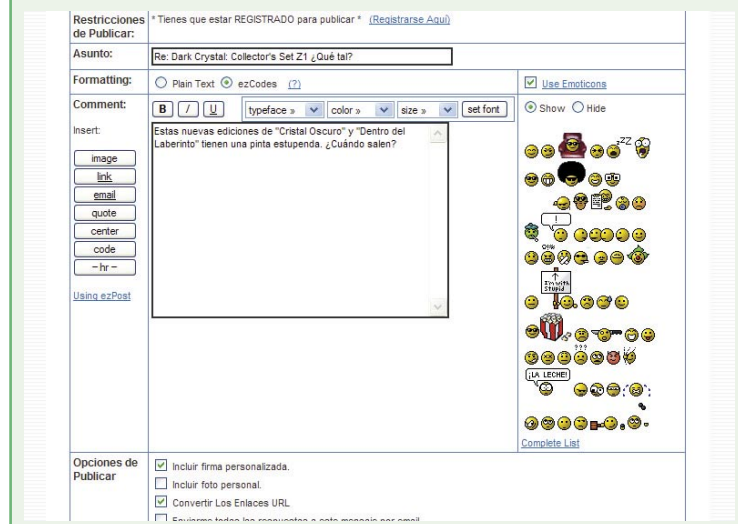 Restricciones de Publicar:
* Tienes que estar REGISTRADO para publicar * (Registrarse Aqui)
Asunto:
Re: Dark Crystal: Collector's Set Z1 ¿Qué tal?
Formatting:
Plain Text ezCodes (?)
Use Emoticons
Comment:
B I U typeface » color » size » set font
Show Hide
Insert:
Estas nuevas ediciones de "Cristal Oscuro" y "Dentro del
Laberinto" tienen una pinta estupenda. ¿Cuándo salen?
image
link
email
quote
center
code
– hr –
Using ezPost
I'm with
Stupid
¡LA LECHE!
Complete List
Opciones de
Publicar
Incluir firma personalizada.
Incluir foto personal.
Convertir Los Enlaces URL